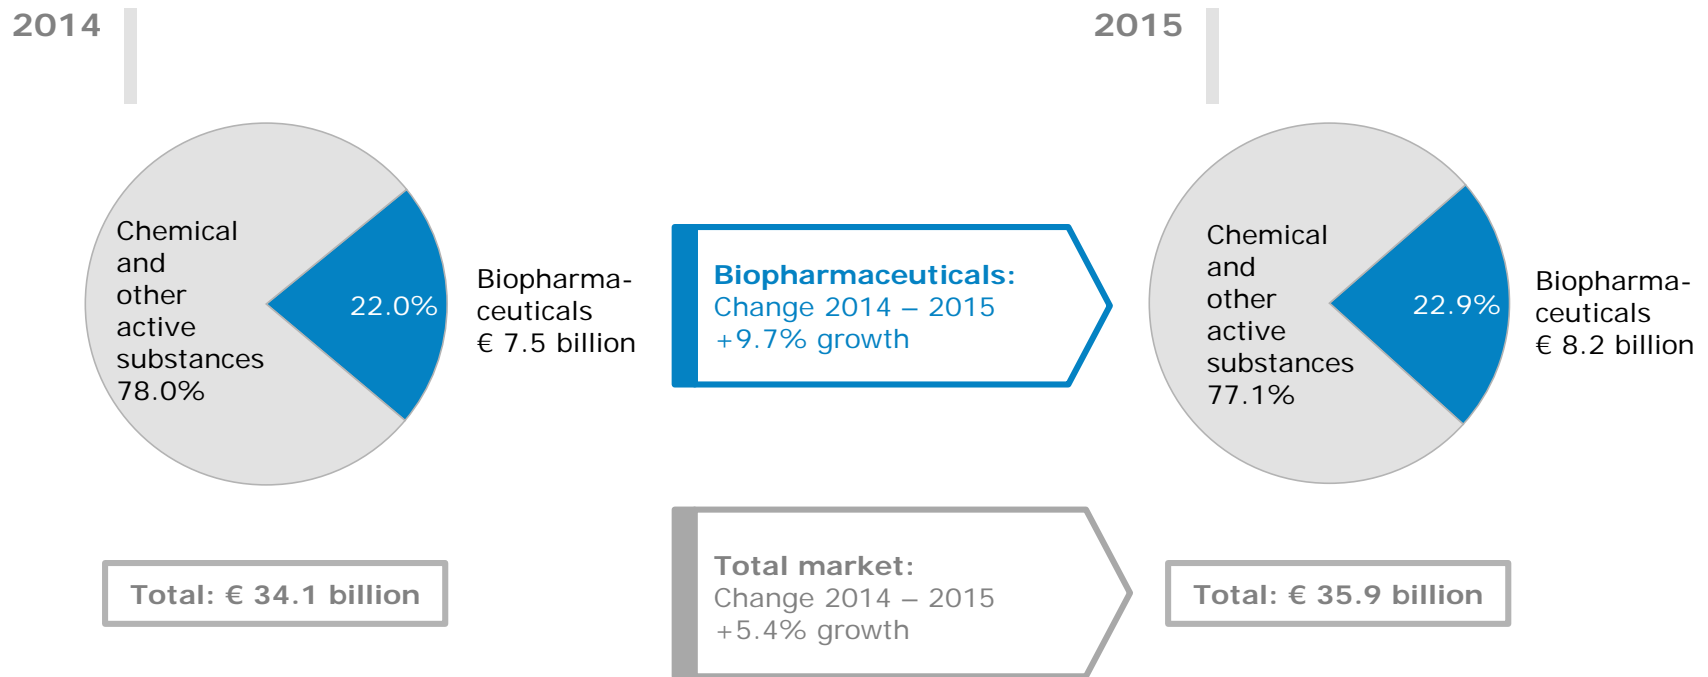 2014
Chemical
and
other
active
substances
78.0%
22.0%
Biopharma-
ceuticals
€ 7.5 billion
Total: € 34.1 billion
Biopharmaceuticals:
Change 2014 – 2015
+9.7% growth
Total market:
Change 2014 – 2015
+5.4% growth
2015
Chemical
and
other
active
substances
77.1%
22.9%
Biopharma-
ceuticals
€ 8.2 billion
Total: € 35.9 billion